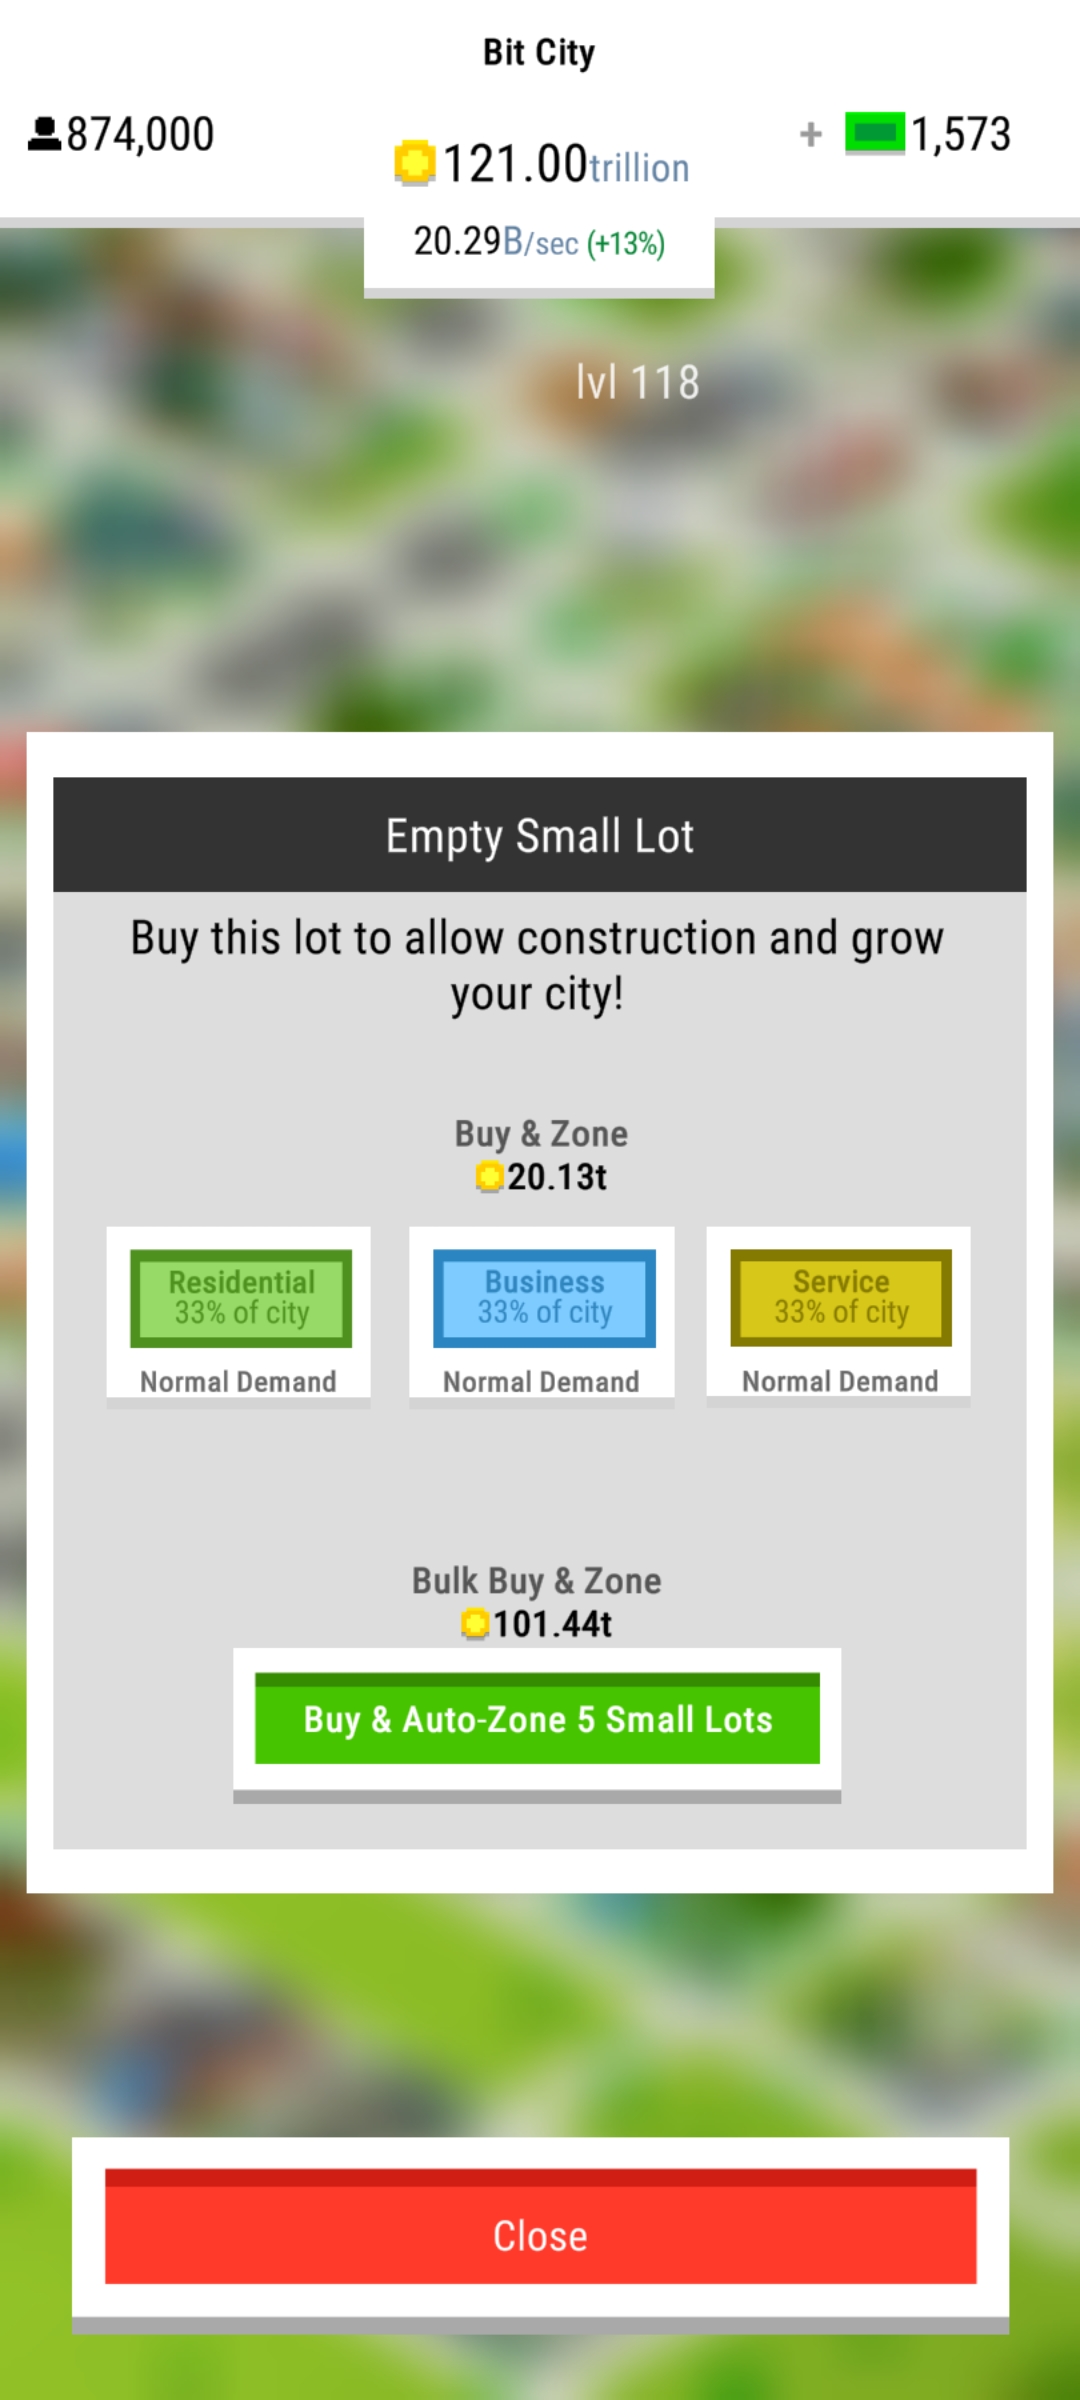 Bit City
874,000
121.00trillion
+ 1,573
20.29B/sec (+13%)
lvl 118
Empty Small Lot
Buy this lot to allow construction and grow
your city!
Buy & Zone
20.13t
Residential
33% of city
Normal Demand
Business
33% of city
Normal Demand
Service
33% of city
Normal Demand
Bulk Buy & Zone
101.44t
Buy & Auto-Zone 5 Small Lots
Close